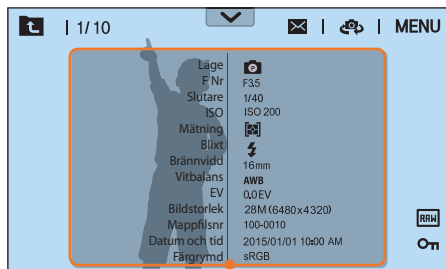 1/10
MENU
Läge P
F Nr F3.5
Slutare 1/40
ISO ISO 200
Mätning
Blixt
Brännvidd 16mm
Vitbalans AWB
EV 0.0EV
Bildstorlek 28M (6480x4320)
Mappfilsnr 100-0010
Datum och tid 2015/01/01 10:00 AM
Färgrymd sRGB
RAW